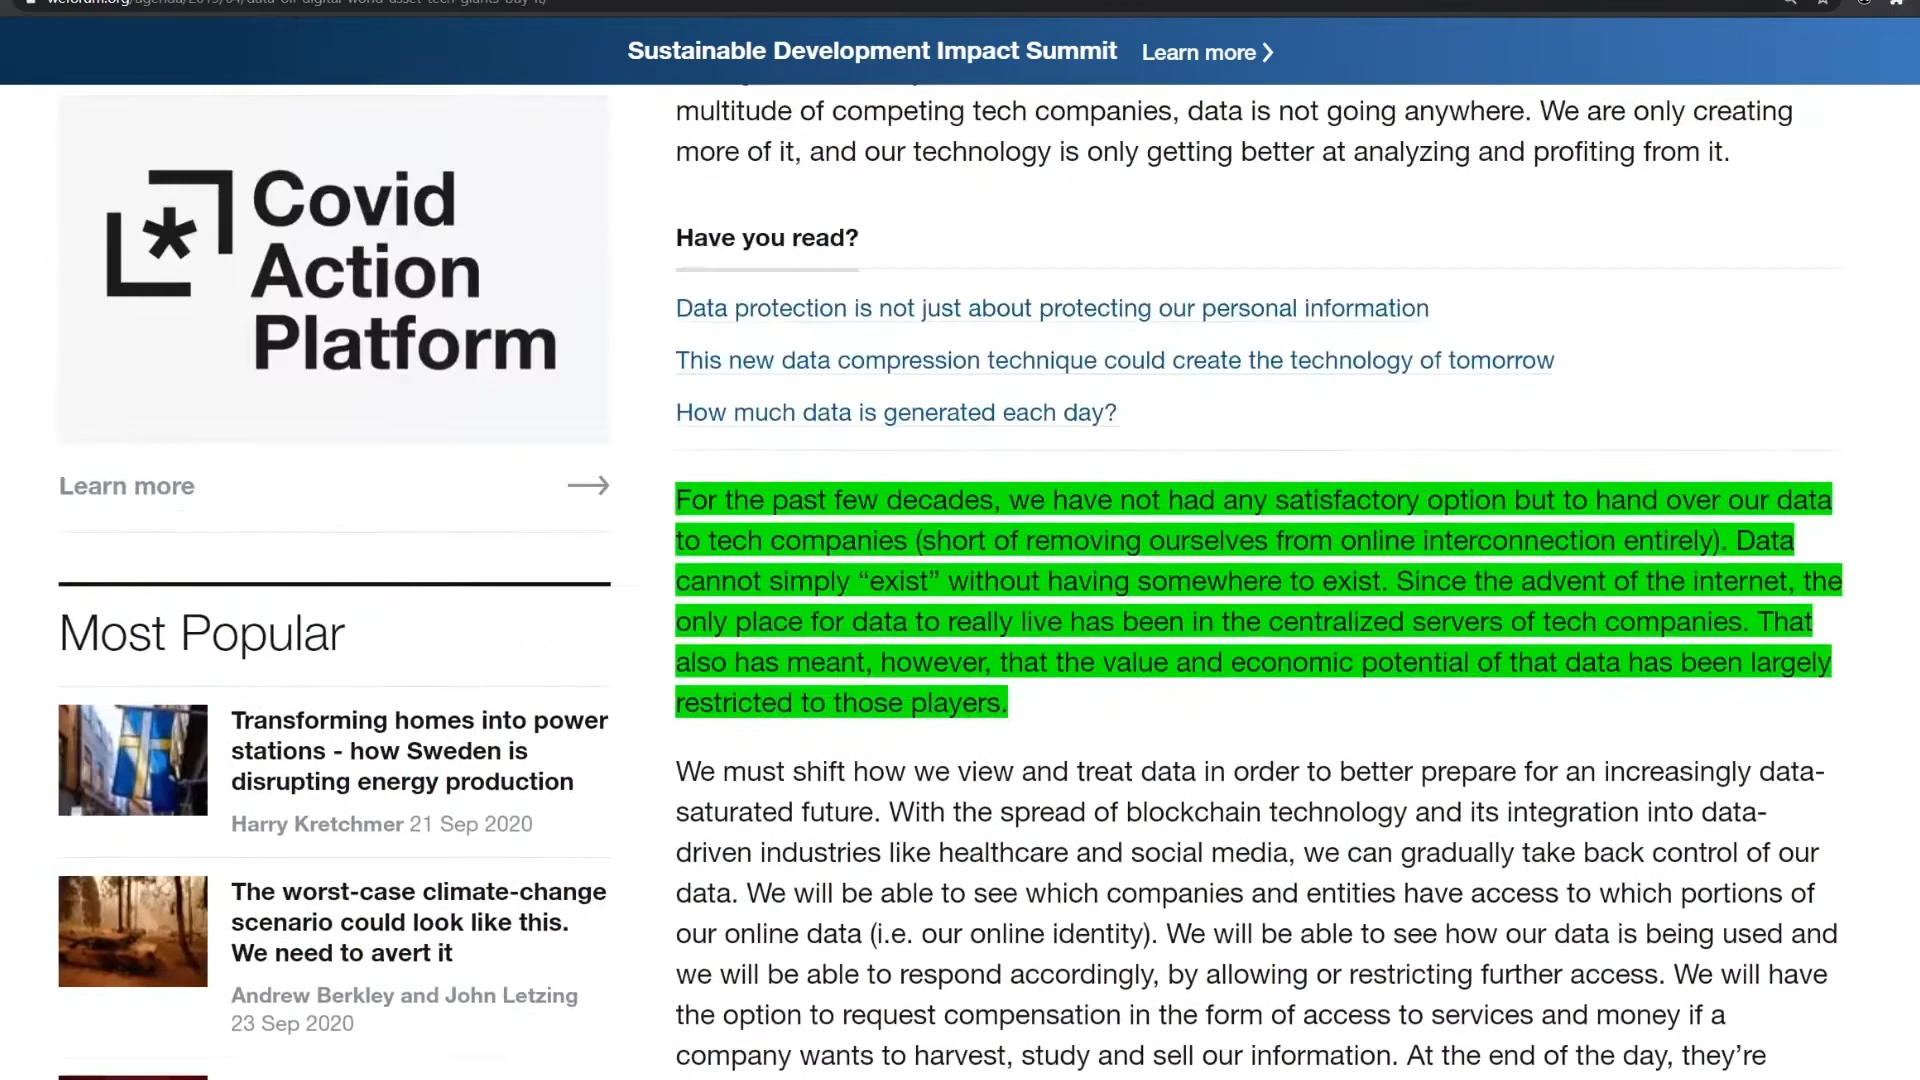 weforum.org/agenda/2019/04/data-oil-digital-world-asset-tech-giants-buy-it/
Sustainable Development Impact Summit Learn more
Covid
Action
Platform
Learn more
Most Popular
Transforming homes into power
stations - how Sweden is
disrupting energy production
Harry Kretchmer 21 Sep 2020
The worst-case climate-change
scenario could look like this.
We need to avert it
Andrew Berkley and John Letzing
23 Sep 2020
multitude of competing tech companies, data is not going anywhere. We are only creating
more of it, and our technology is only getting better at analyzing and profiting from it.
Have you read?
Data protection is not just about protecting our personal information
This new data compression technique could create the technology of tomorrow
How much data is generated each day?
For the past few decades, we have not had any satisfactory option but to hand over our data
to tech companies (short of removing ourselves from online interconnection entirely). Data
cannot simply “exist” without having somewhere to exist. Since the advent of the internet, the
only place for data to really live has been in the centralized servers of tech companies. That
also has meant, however, that the value and economic potential of that data has been largely
restricted to those players.
We must shift how we view and treat data in order to better prepare for an increasingly data-
saturated future. With the spread of blockchain technology and its integration into data-
driven industries like healthcare and social media, we can gradually take back control of our
data. We will be able to see which companies and entities have access to which portions of
our online data (i.e. our online identity). We will be able to see how our data is being used and
we will be able to respond accordingly, by allowing or restricting further access. We will have
the option to request compensation in the form of access to services and money if a
company wants to harvest, study and sell our information. At the end of the day, they’re